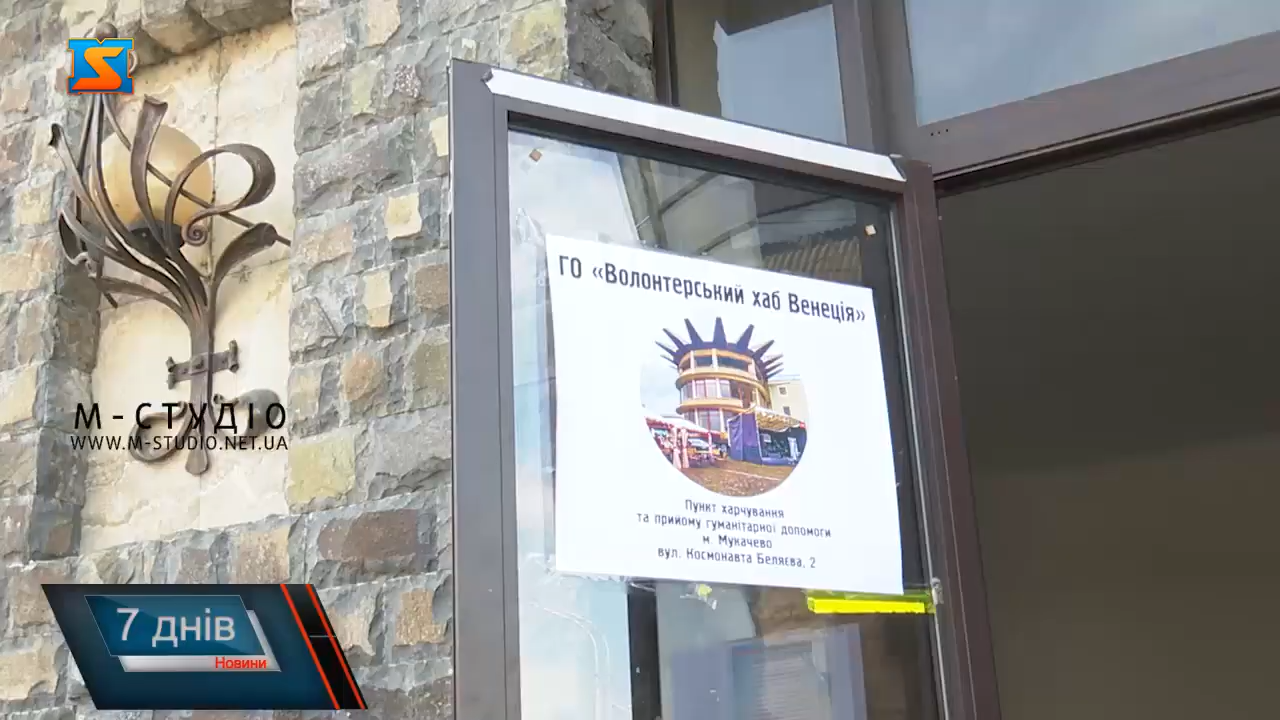 ГО «Волонтерський хаб Венеція»
Пункт харчування
та прийому гуманітарної допомоги
м. Мукачево
вул. Космонавта Беляєва, 2
М-СТУДІО
WWW.M-STUDIO.NET.UA
7 днів
Новини